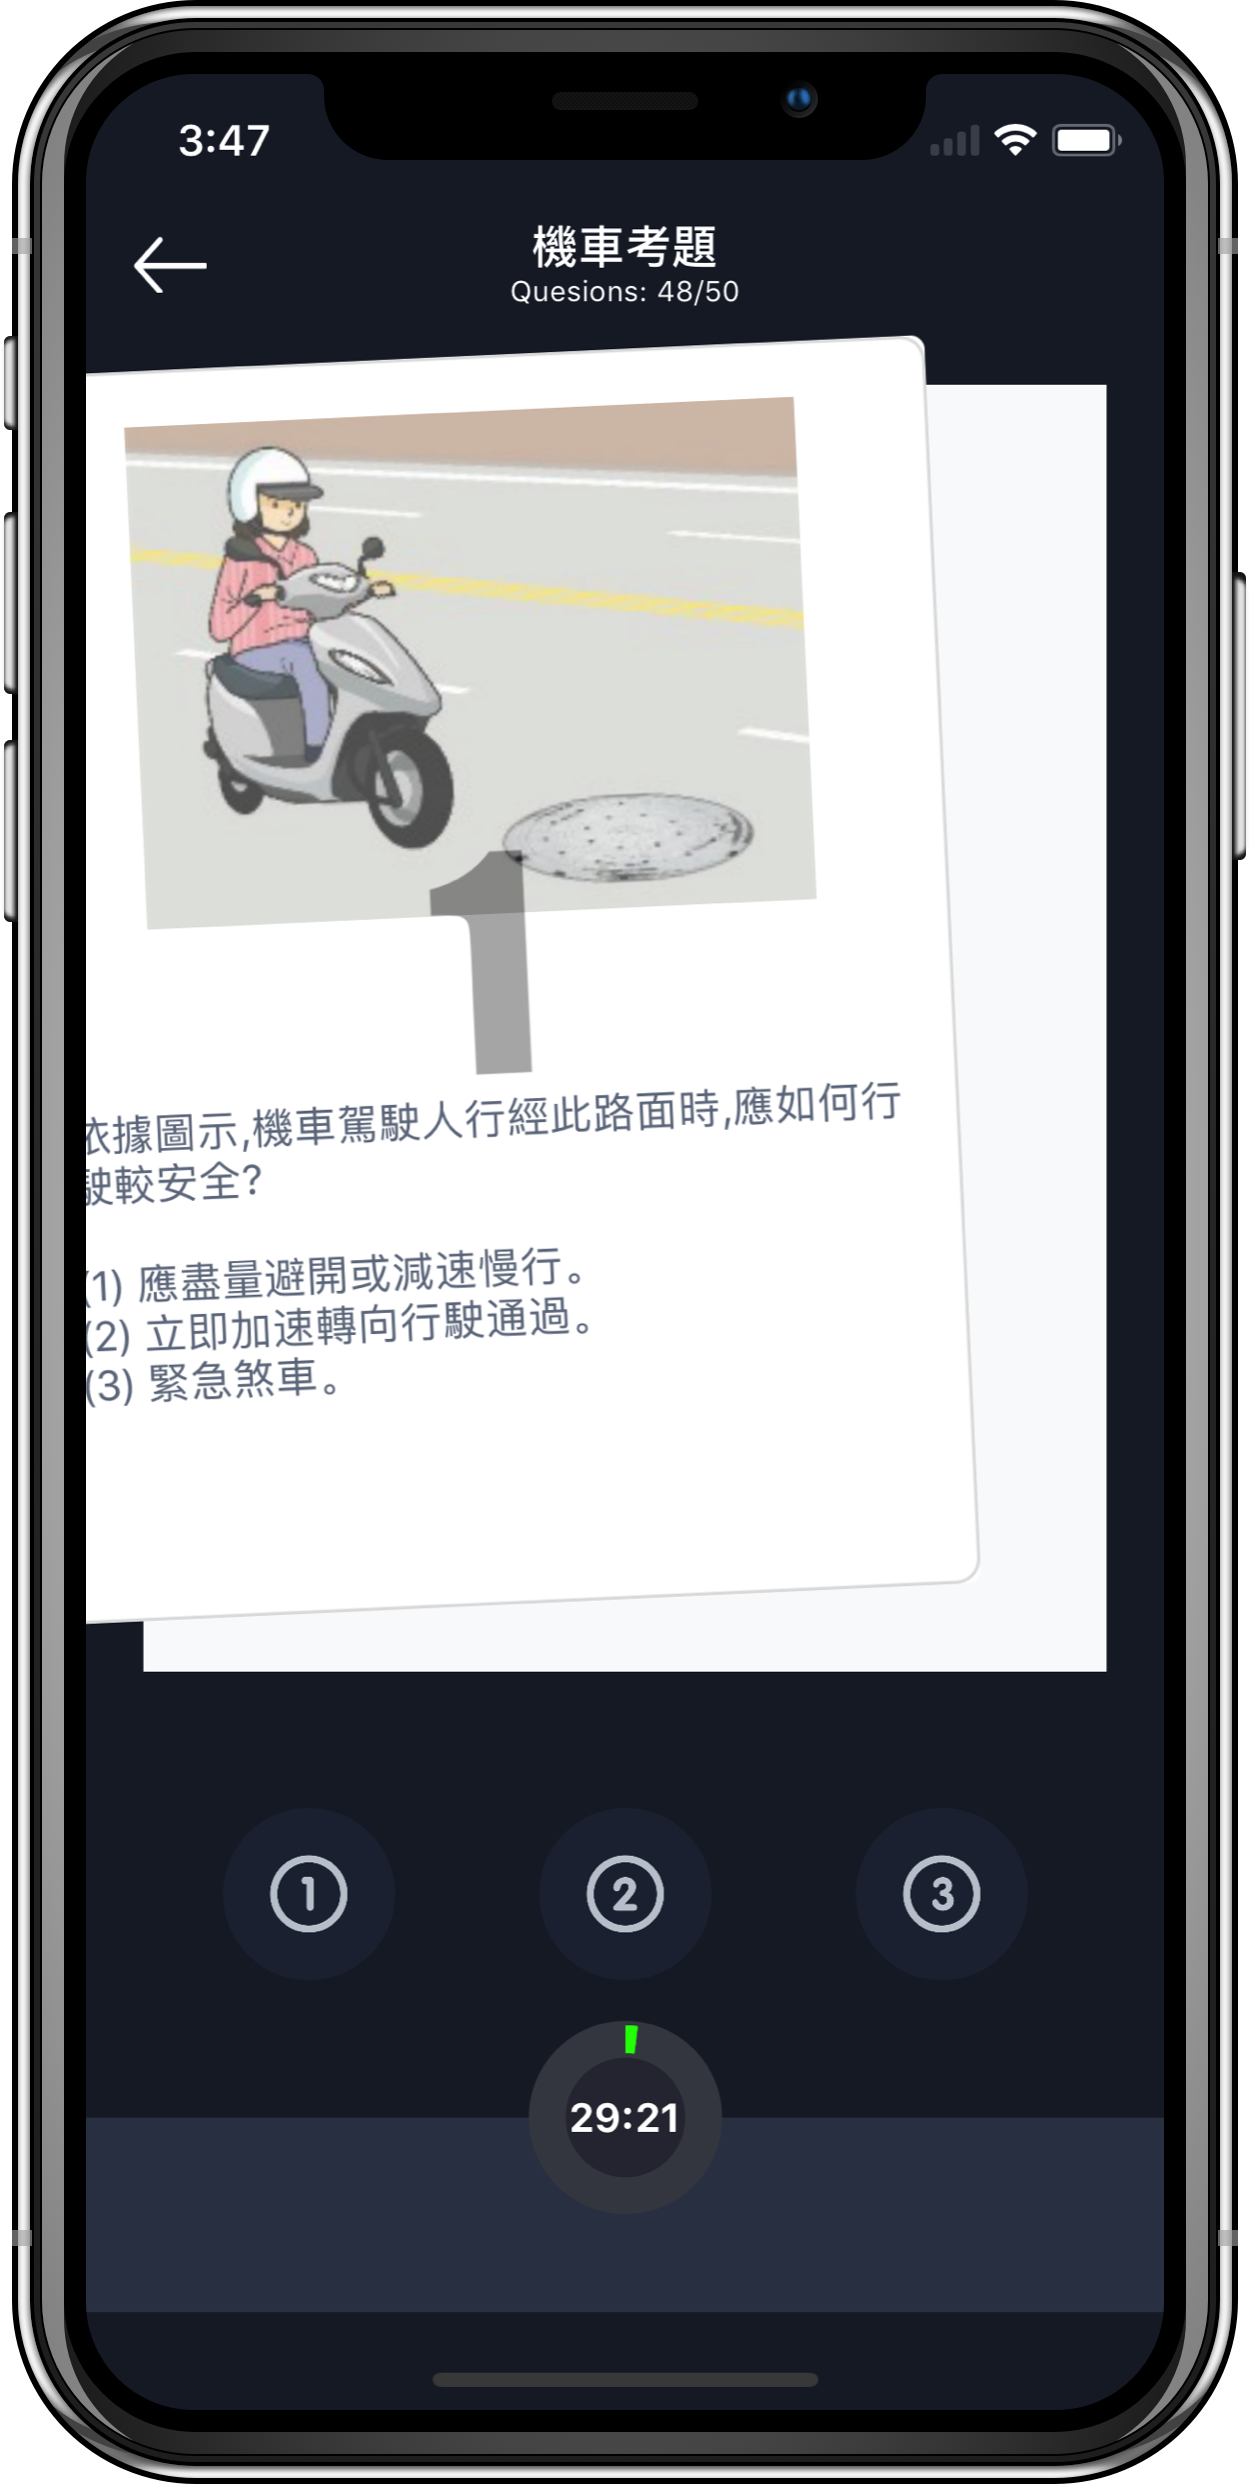 3:47
機車考題
Quesions: 48/50
1
依據圖示,機車駕駛人行經此路面時,應如何行
駛較安全?
(1) 應盡量避開或減速慢行。
(2) 立即加速轉向行駛通過。
(3) 緊急煞車。
1
2
3
29:21